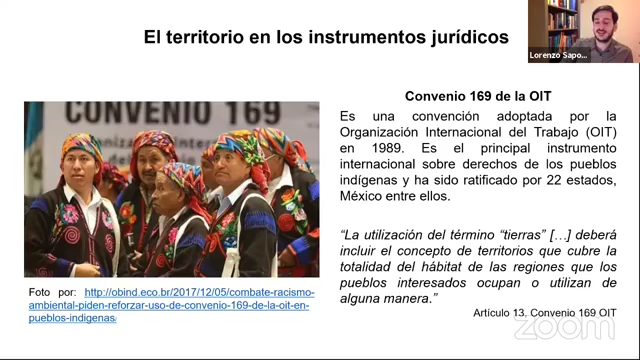 El territorio en los instrumentos jurídicos
Lorenzo Sapo...
CONVENIO 169
Convenio 169 de la OIT
Es una convención adoptada por la
Organización Internacional del Trabajo (OIT)
en 1989. Es el principal instrumento
internacional sobre derechos de los pueblos
indígenas y ha sido ratificado por 22 estados,
México entre ellos.
“La utilización del término “tierras” [...] deberá
incluir el concepto de territorios que cubre la
totalidad del hábitat de las regiones que los
pueblos interesados ocupan o utilizan de
alguna manera.”
Artículo 13. Convenio 169 OIT
Foto por: http://obind.eco.br/2017/12/05/combate-racismo-
ambiental-piden-reforzar-uso-de-convenio-169-de-la-oit-en-
pueblos-indigenas/
zoom